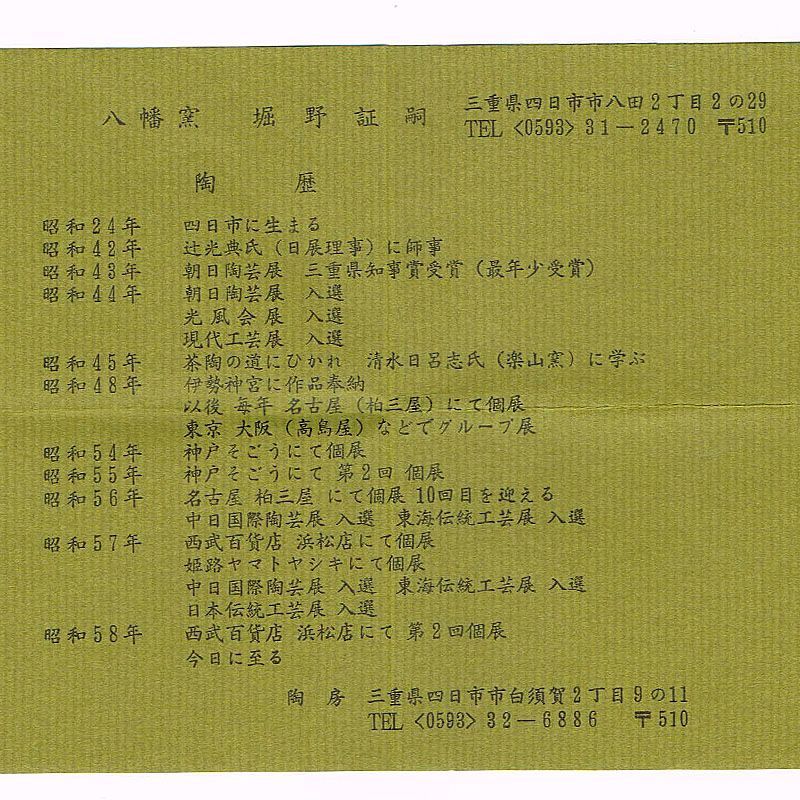 八幡窯 堀野証嗣
三重県四日市市八田2丁目2の29
TEL <0593> 31－2470 〒510
陶 歴
昭和24年 四日市に生まる
昭和42年 辻光典氏（日展理事）に師事
昭和43年 朝日陶芸展 三重県知事賞受賞（最年少受賞）
昭和44年 朝日陶芸展 入選
光風会展 入選
現代工芸展 入選
昭和45年 茶陶の道にひかれ 清水日呂志氏（楽山窯）に学ぶ
昭和48年 伊勢神宮に作品奉納
以後 毎年 名古屋（柏三屋）にて個展
東京 大阪（高島屋）などでグループ展
昭和54年 神戸そごうにて個展
昭和55年 神戸そごうにて 第2回 個展
昭和56年 名古屋 柏三屋 にて個展 10回目を迎える
中日国際陶芸展 入選 東海伝統工芸展 入選
昭和57年 西武百貨店 浜松店にて個展
姫路ヤマトヤシキにて個展
中日国際陶芸展 入選 東海伝統工芸展 入選
日本伝統工芸展 入選
昭和58年 西武百貨店 浜松店にて 第2回個展
今日に至る
陶 房 三重県四日市市白須賀2丁目9の11
TEL <0593> 32－6886 〒510